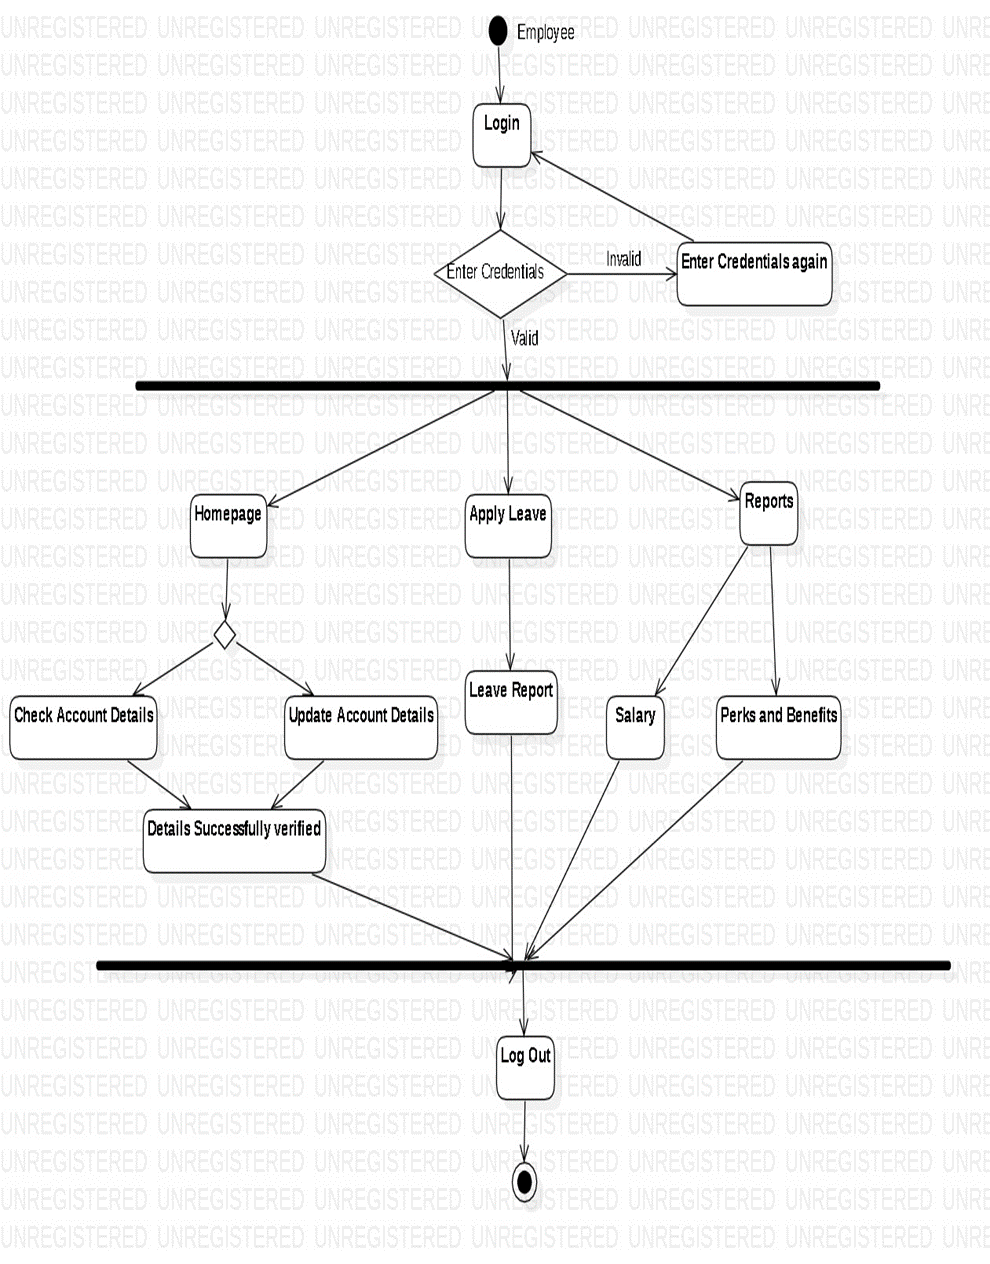 Employee
Login
Enter Credentials
Invalid
Enter Credentials again
Valid
Homepage
Apply Leave
Reports
Check Account Details
Update Account Details
Leave Report
Salary
Perks and Benefits
Details Successfully verified
Log Out
UNREGISTERED